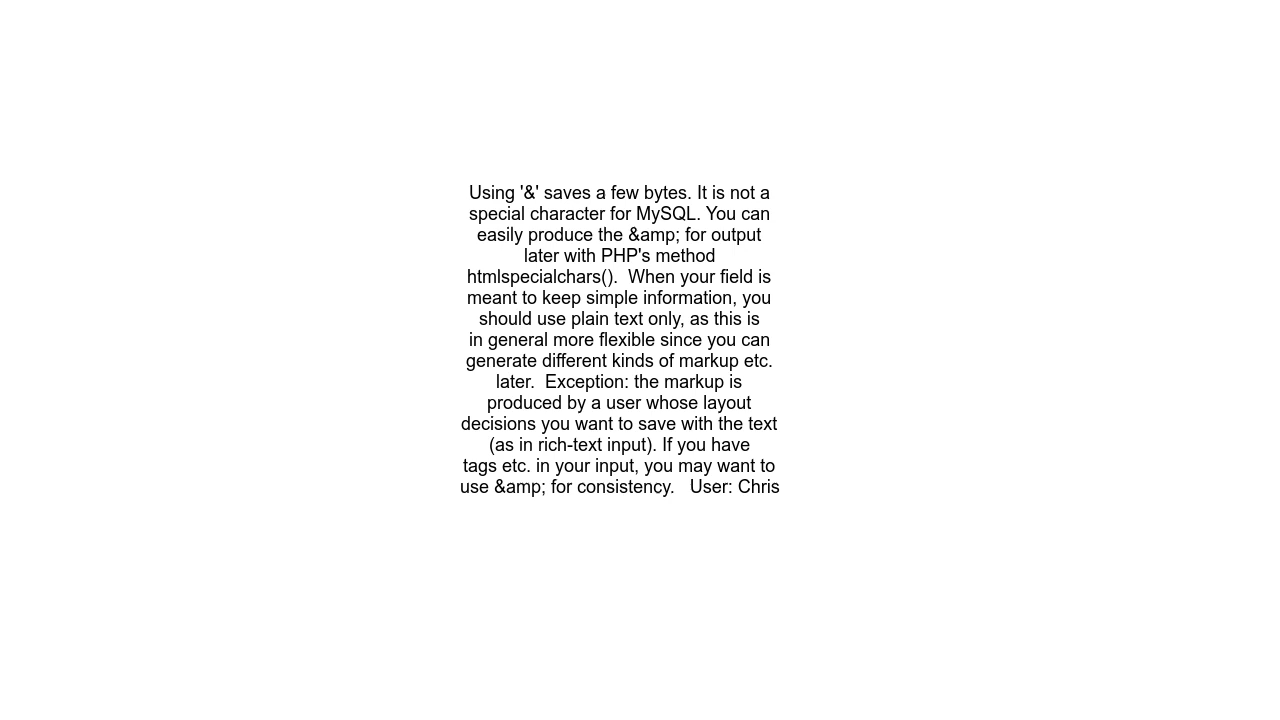 Using '&' saves a few bytes. It is not a
special character for MySQL. You can
easily produce the &amp; for output
later with PHP's method
htmlspecialchars().  When your field is
meant to keep simple information, you
should use plain text only, as this is
in general more flexible since you can
generate different kinds of markup etc.
later.  Exception: the markup is
produced by a user whose layout
decisions you want to save with the text
(as in rich-text input). If you have
tags etc. in your input, you may want to
use &amp; for consistency.   User: Chris